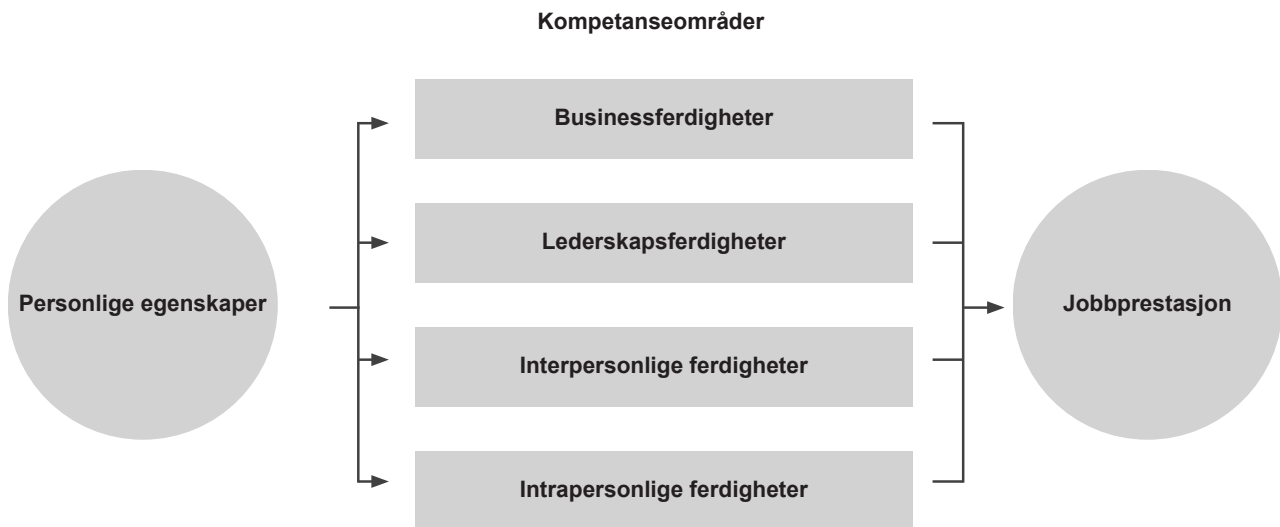 Kompetanseområder
Businessferdigheter
Lederskapsferdigheter
Personlige egenskaper
Jobbprestasjon
Interpersonlige ferdigheter
Intrapersonlige ferdigheter